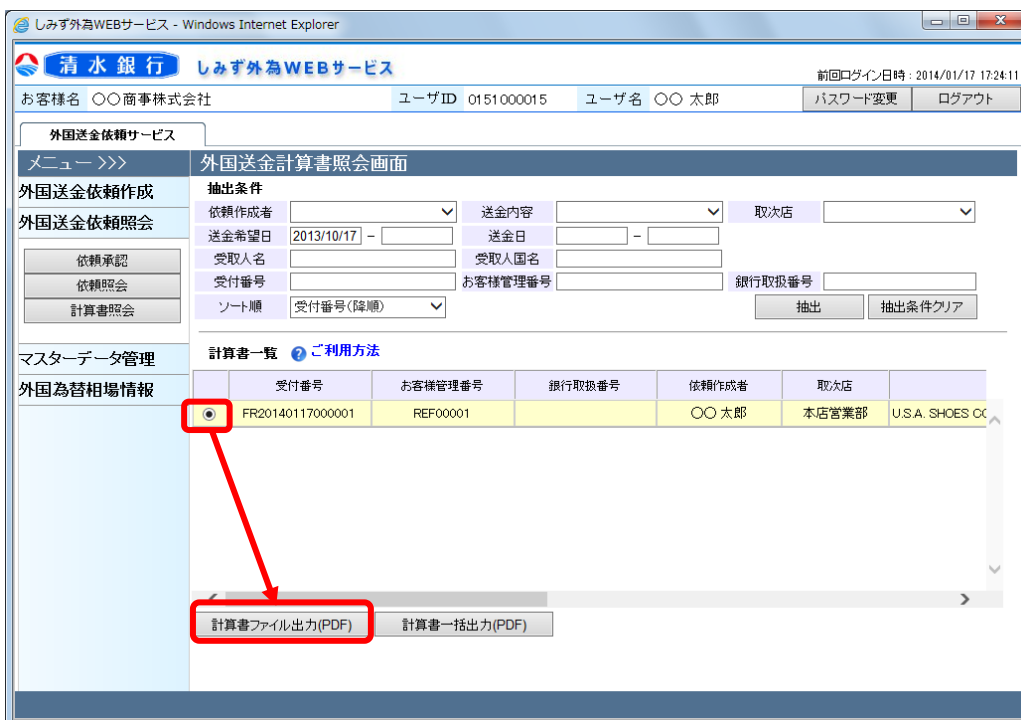 しみず外為WEBサービス - Windows Internet Explorer
清水銀行 しみず外為WEBサービス
前回ログイン日時：2014/01/17 17:24:11
お客様名 〇〇商事株式会社 ユーザID 0151000015 ユーザ名 〇〇 太郎 パスワード変更 ログアウト
外国送金依頼サービス
メニュー >>> 外国送金計算書照会画面
外国送金依頼作成
外国送金依頼照会
依頼承認
依頼照会
計算書照会
マスターデータ管理
外国為替相場情報
抽出条件
依頼作成者 送金内容 取次店
送金希望日 2013/10/17 － 送金日 －
受取人名 受取人国名
受付番号 お客様管理番号 銀行取扱番号
ソート順 受付番号(降順) 抽出 抽出条件クリア
計算書一覧 ? ご利用方法
受付番号 お客様管理番号 銀行取扱番号 依頼作成者 取次店
FR20140117000001 REF00001 〇〇 太郎 本店営業部 U.S.A. SHOES CO
計算書ファイル出力(PDF) 計算書一括出力(PDF)